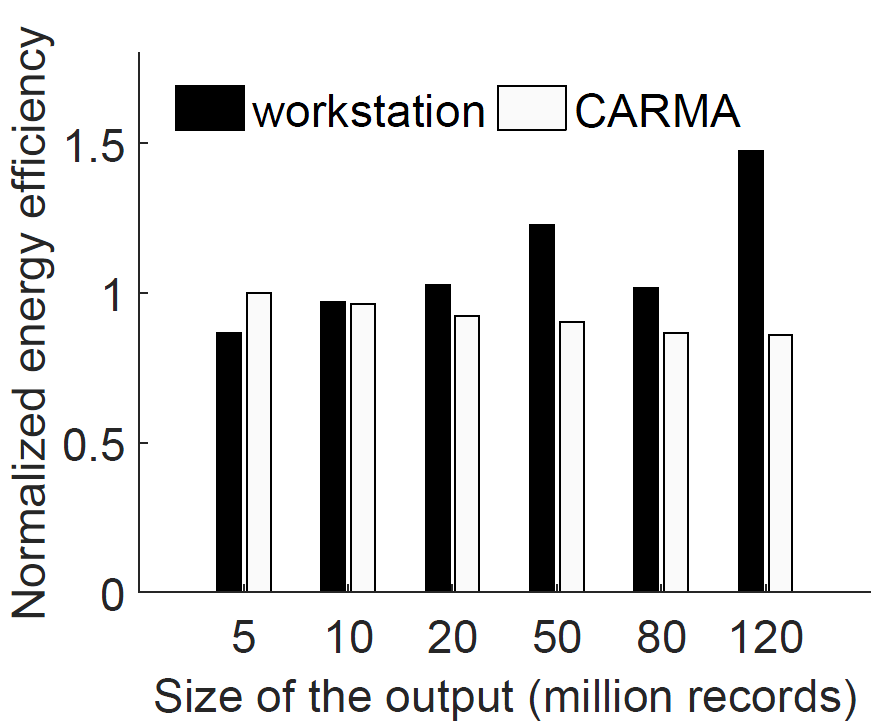 Normalized energy efficiency
workstation CARMA
1.5
1
0.5
0
5 10 20 50 80 120
Size of the output (million records)